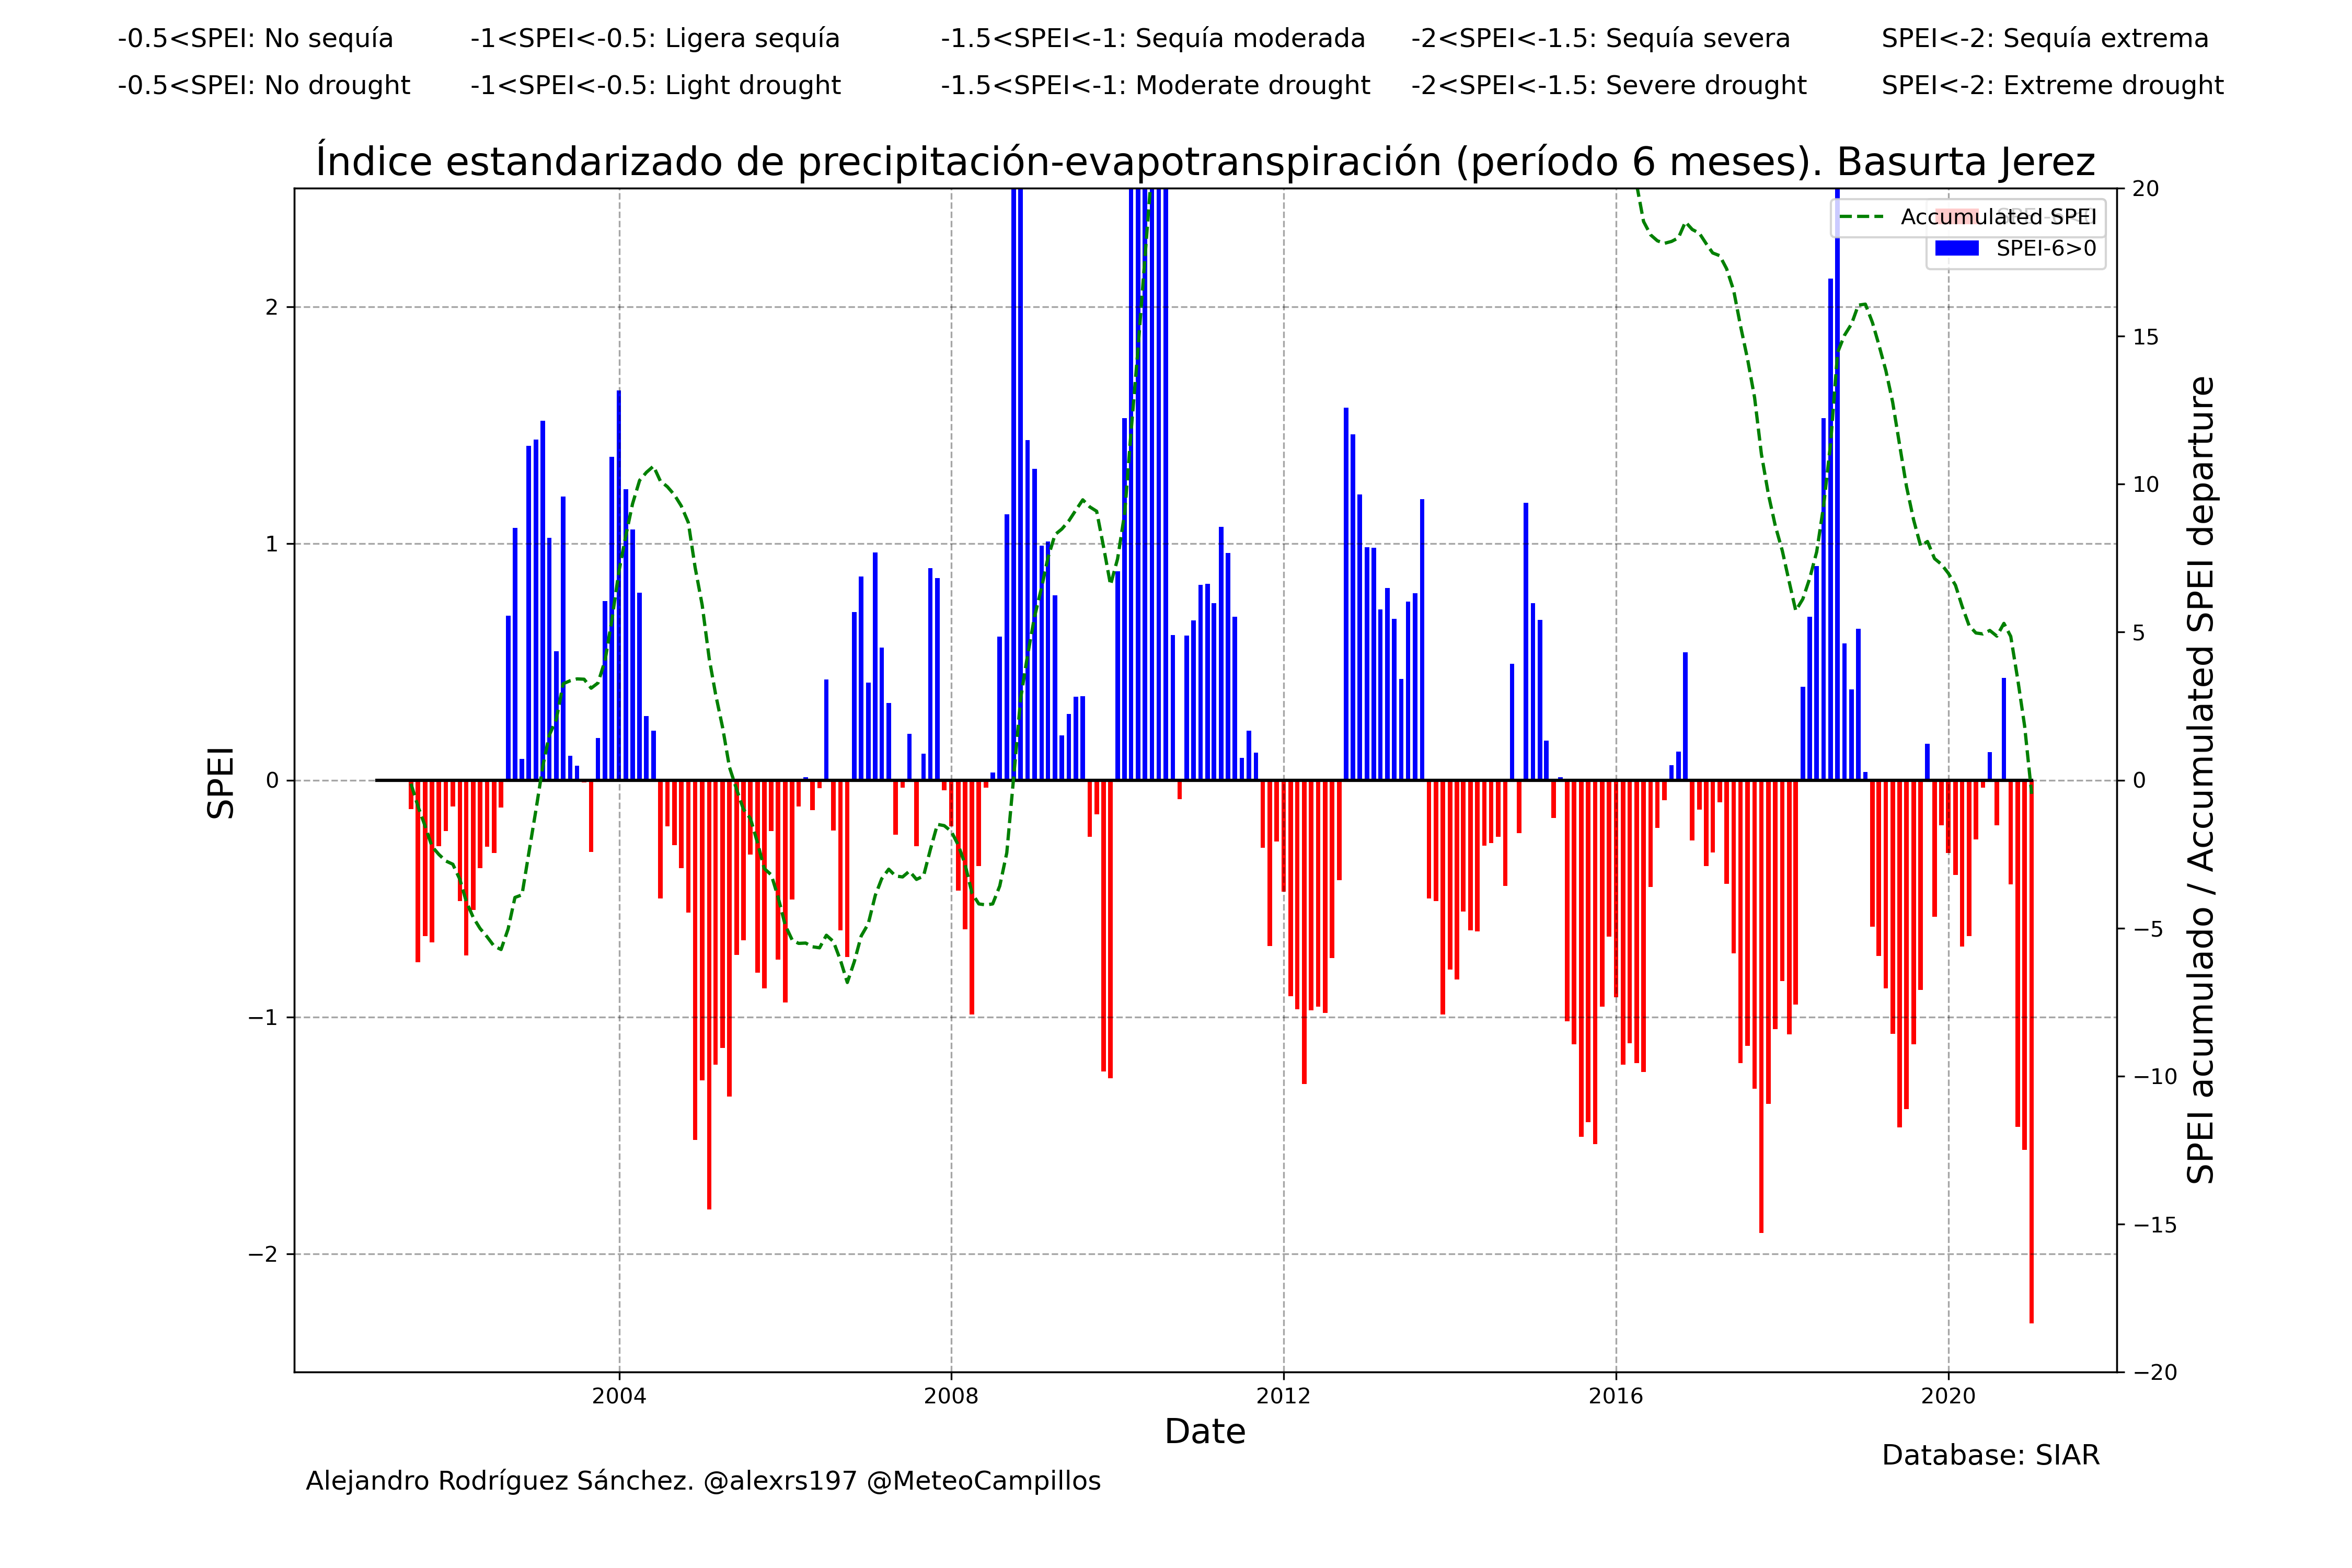 -0.5<SPEI: No sequía -1<SPEI<-0.5: Ligera sequía -1.5<SPEI<-1: Sequía moderada -2<SPEI<-1.5: Sequía severa SPEI<-2: Sequía extrema
-0.5<SPEI: No drought -1<SPEI<-0.5: Light drought -1.5<SPEI<-1: Moderate drought -2<SPEI<-1.5: Severe drought SPEI<-2: Extreme drought
Índice estandarizado de precipitación-evapotranspiración (período 6 meses). Basurta Jerez
Accumulated SPEI
SPEI-6>0
SPEI
2
1
0
−1
−2
20
15
10
5
0
−5
−10
−15
−20
SPEI acumulado / Accumulated SPEI departure
2004 2008 2012 2016 2020
Date
Database: SIAR
Alejandro Rodríguez Sánchez. @alexrs197 @MeteoCampillos